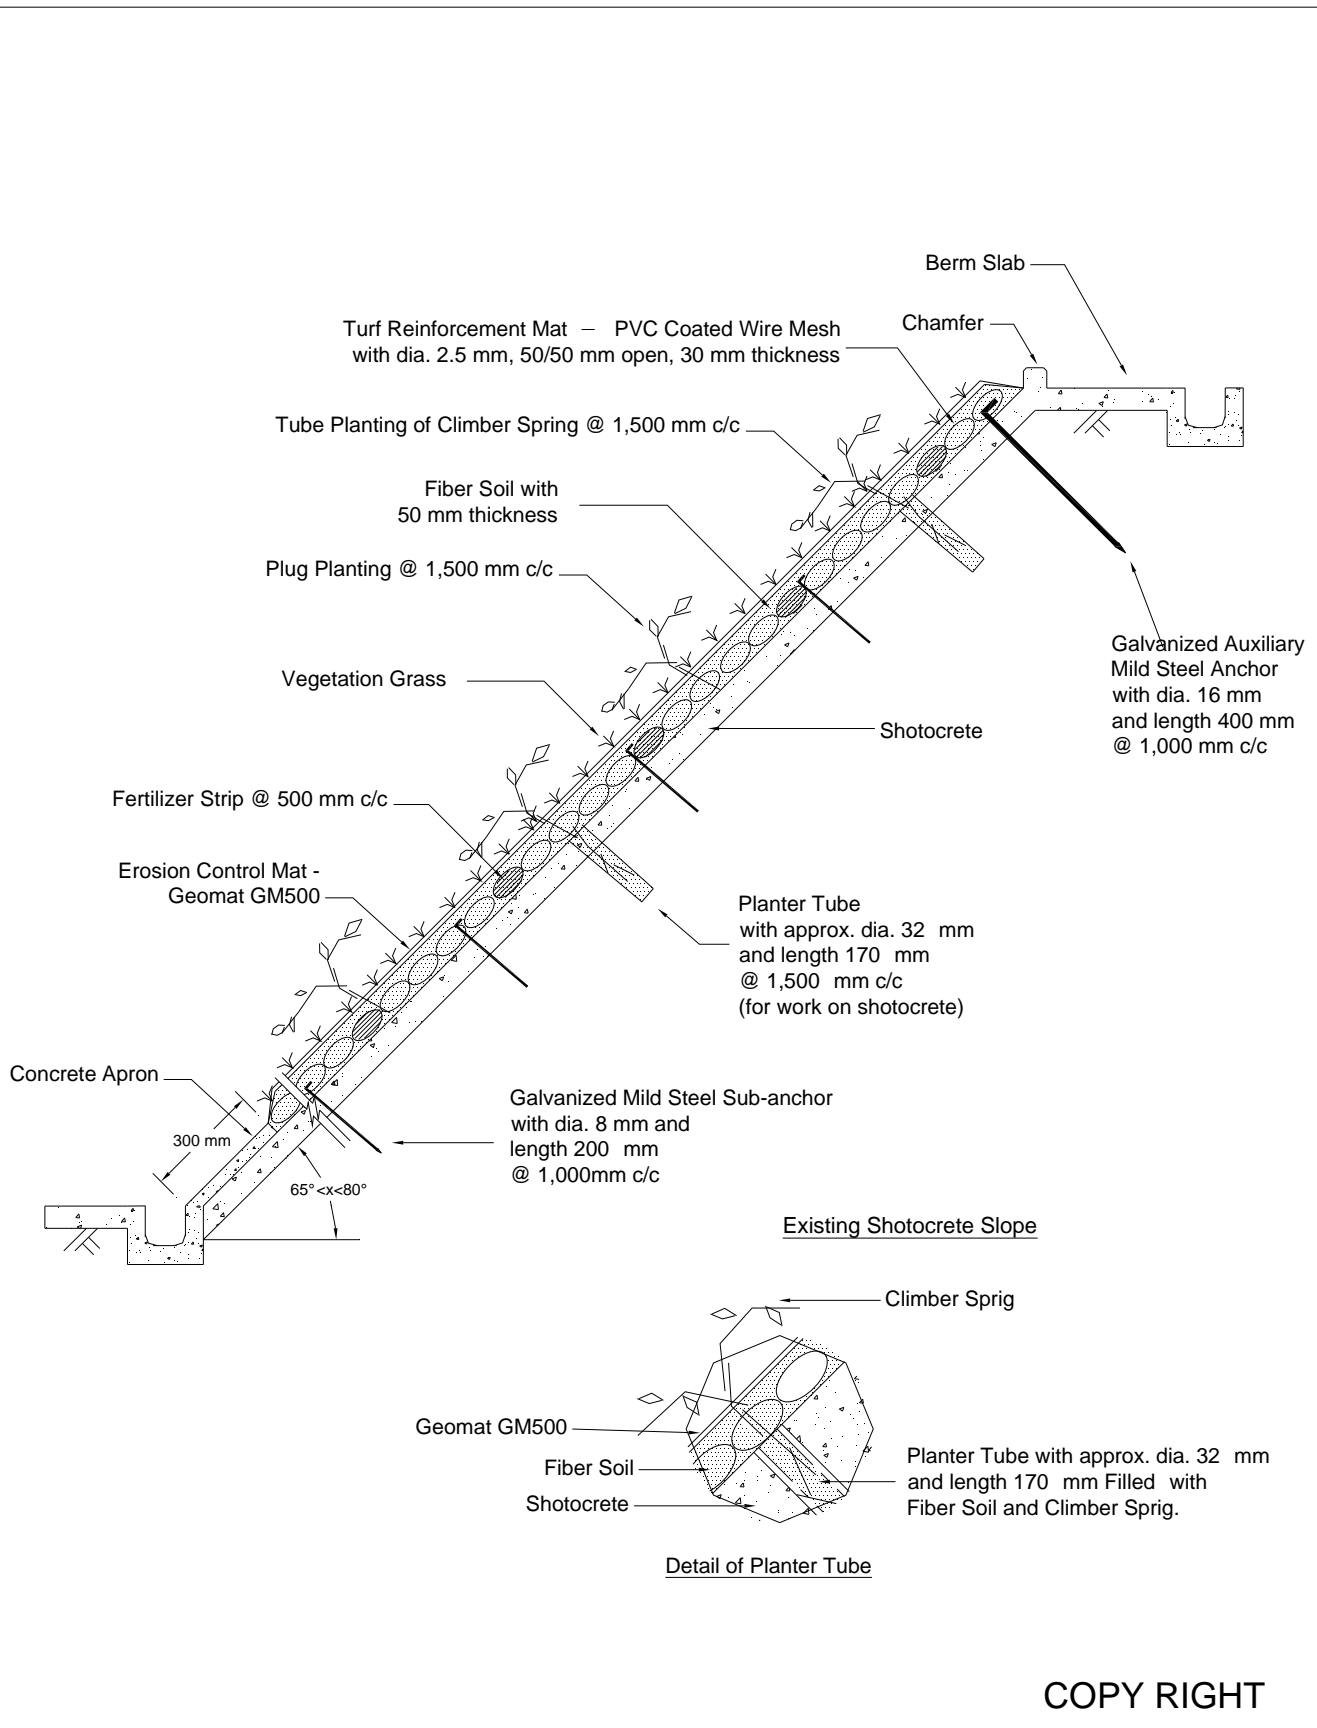 Berm Slab
Chamfer
Turf Reinforcement Mat – PVC Coated Wire Mesh
with dia. 2.5 mm, 50/50 mm open, 30 mm thickness
Tube Planting of Climber Spring @ 1,500 mm c/c
Fiber Soil with
50 mm thickness
Plug Planting @ 1,500 mm c/c
Galvanized Auxiliary
Mild Steel Anchor
with dia. 16 mm
and length 400 mm
@ 1,000 mm c/c
Vegetation Grass
Shotocrete
Fertilizer Strip @ 500 mm c/c
Erosion Control Mat -
Geomat GM500
Planter Tube
with approx. dia. 32 mm
and length 170 mm
@ 1,500 mm c/c
(for work on shotocrete)
Concrete Apron
300 mm
Galvanized Mild Steel Sub-anchor
with dia. 8 mm and
length 200 mm
@ 1,000mm c/c
65°<x<80°
Existing Shotocrete Slope
Climber Sprig
Geomat GM500
Fiber Soil
Shotocrete
Planter Tube with approx. dia. 32 mm
and length 170 mm Filled with
Fiber Soil and Climber Sprig.
Detail of Planter Tube
COPY RIGHT